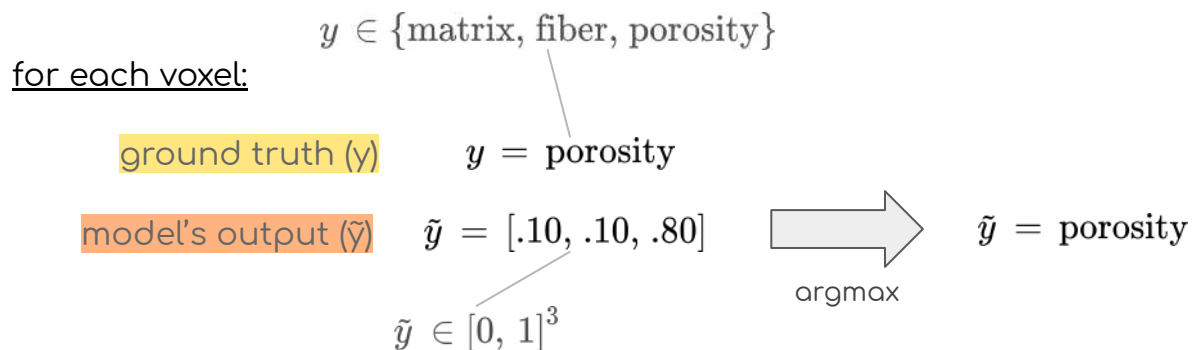 y ∈ {matrix, fiber, porosity}
for each voxel:
ground truth (y) y = porosity
model's output (ỹ) ỹ = [.10, .10, .80] ỹ = porosity
argmax
ỹ ∈ [0, 1]³